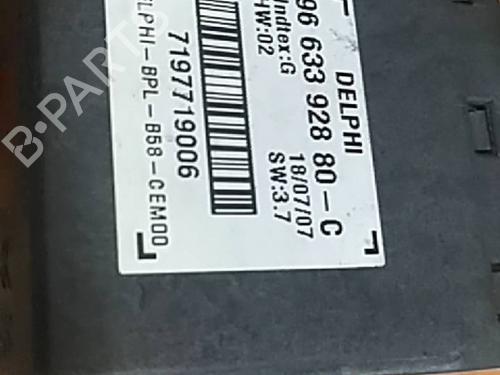 DELPHI
96 633 928 80-C
Indtex:G 18/07/07
HW:02 SW:3.7
7197719006
ELPHI-BPL-B58-CEM00
B-PARTS